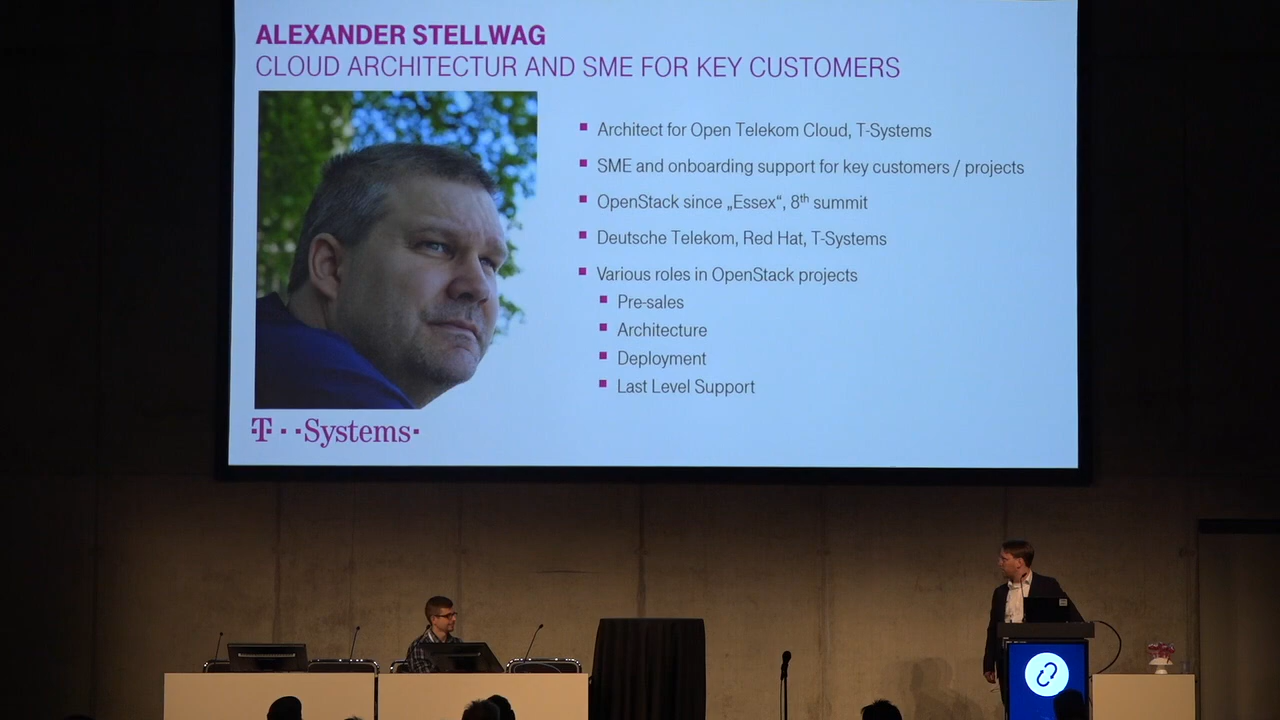 ALEXANDER STELLWAG
CLOUD ARCHITECTUR AND SME FOR KEY CUSTOMERS
Architect for Open Telekom Cloud, T-Systems
SME and onboarding support for key customers / projects
OpenStack since „Essex“, 8th summit
Deutsche Telekom, Red Hat, T-Systems
Various roles in OpenStack projects
Pre-sales
Architecture
Deployment
Last Level Support
T··Systems·